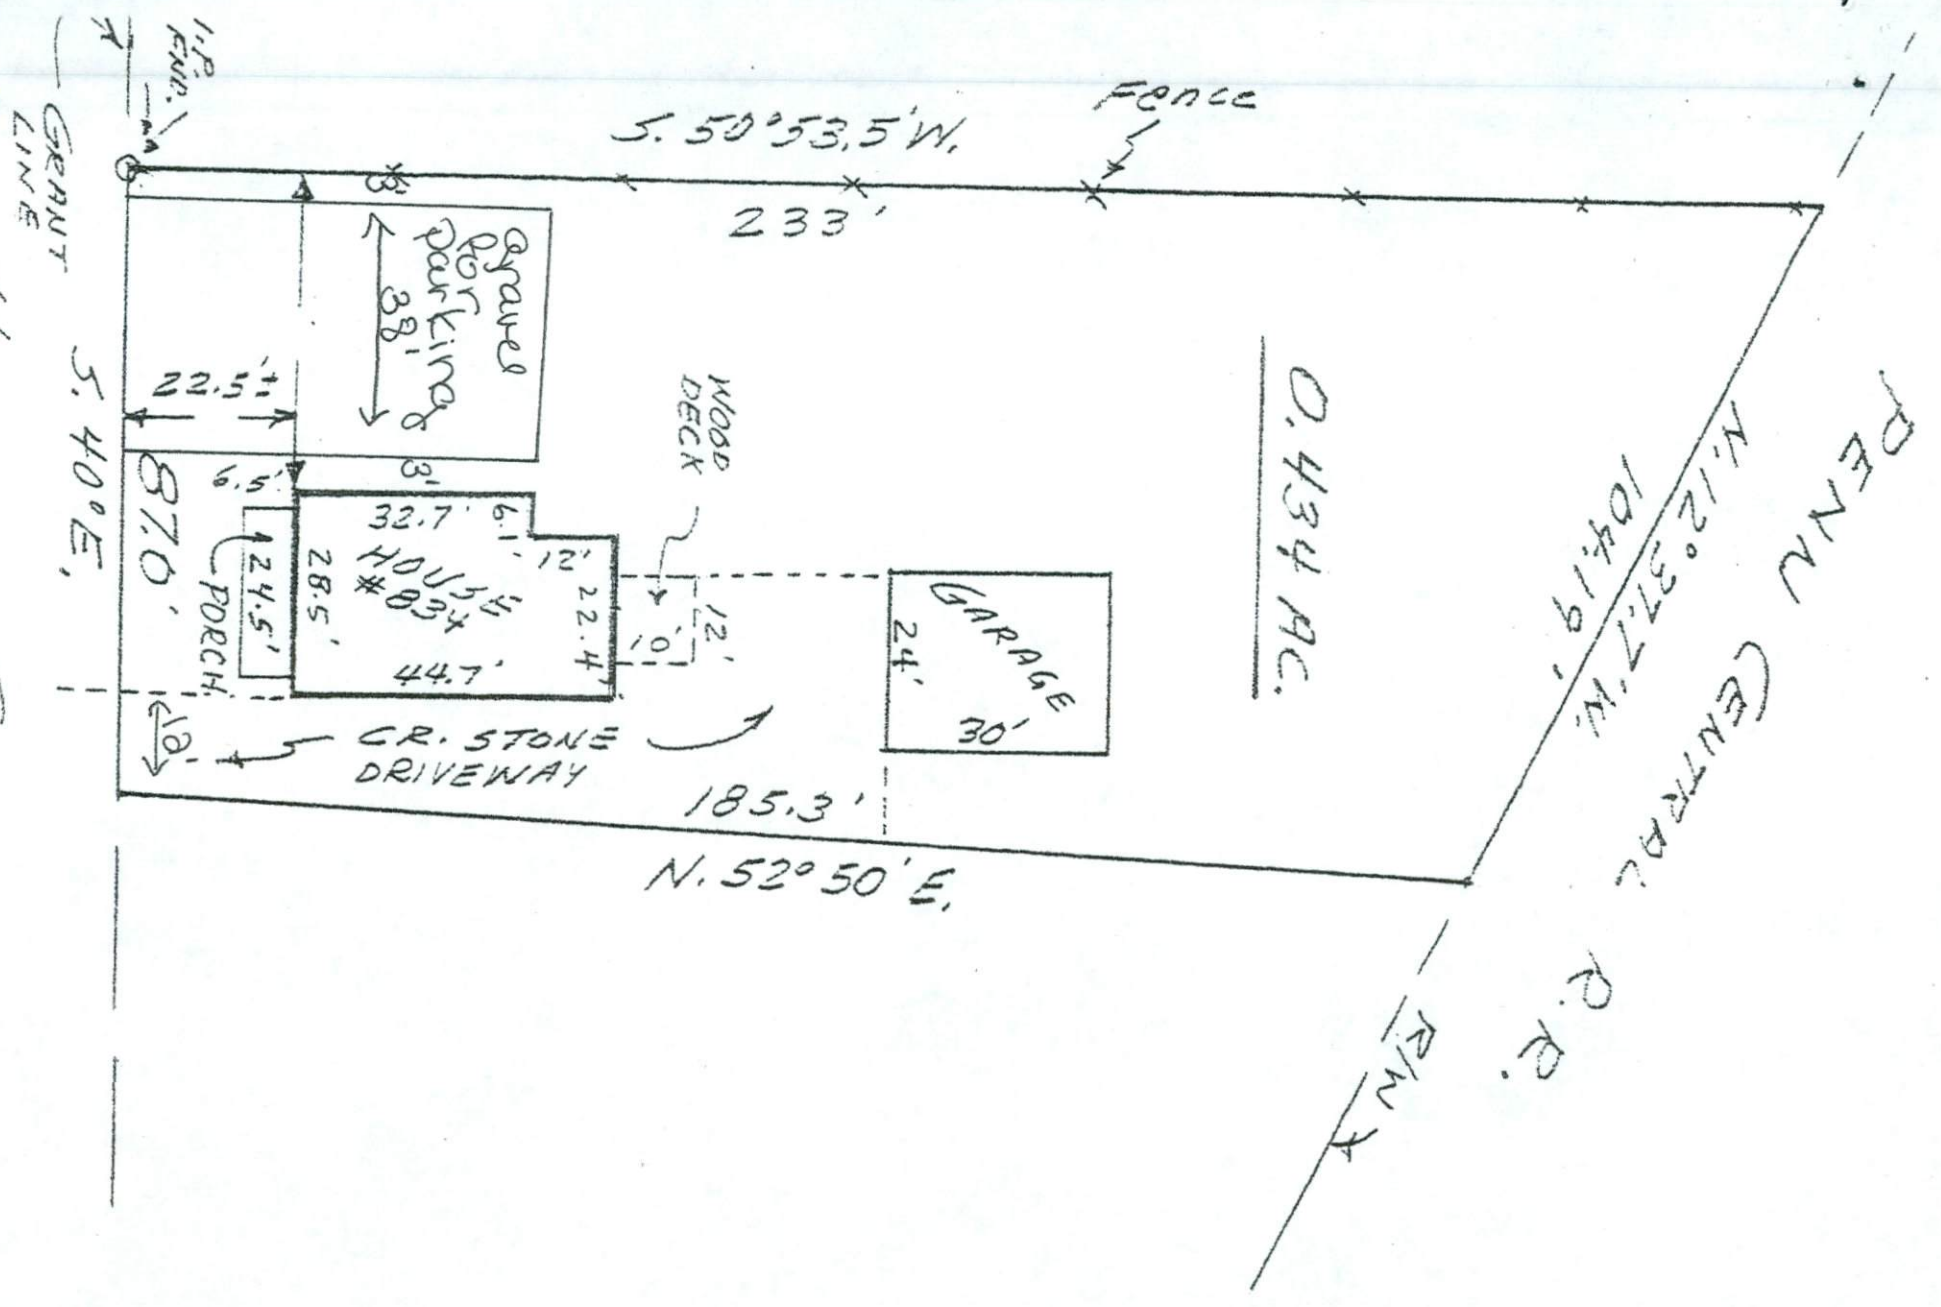 I.P.
FND.
GRANT
LINE
S. 50°53.5'W.
233'
Fence
3'
gravel
for
parking
38'
3'
22.5'±
S. 40°E.
87.0'
6.5'
24.5'
PORCH
32.7'
6.1'
12'
28.5'
HOUSE
22.4'
44.7'
WOOD
DECK
12'
10'
GARAGE
24'
30'
12'
CR. STONE
DRIVEWAY
185.3'
N. 52°50'E.
0.434 AC.
N. 12°37.7'W.
104.19'
PENN CENTRAL R.R.
R/W